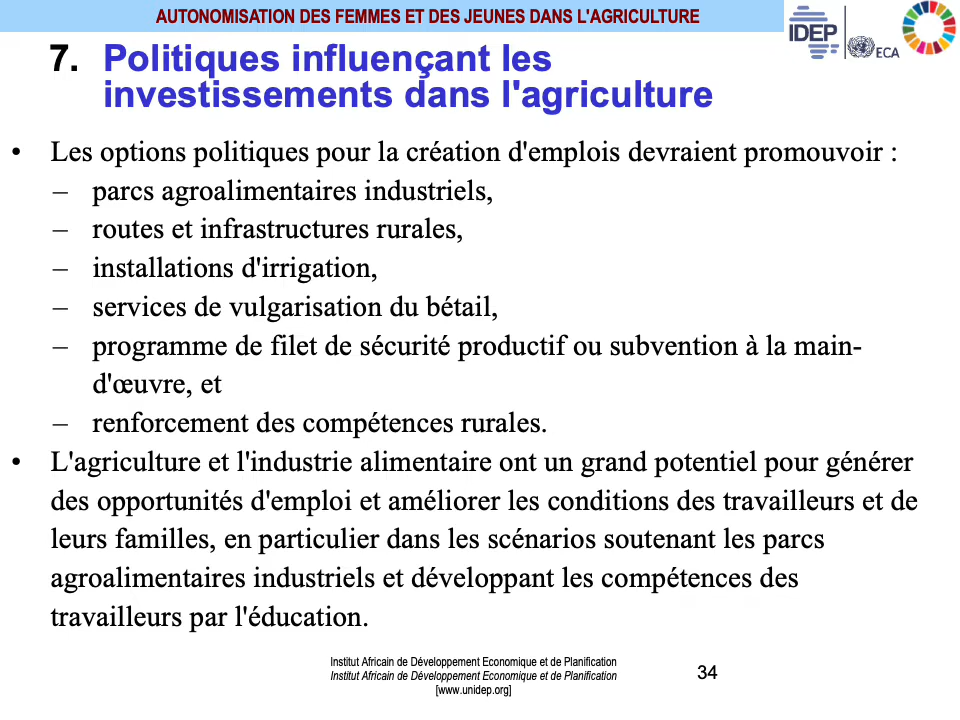 AUTONOMISATION DES FEMMES ET DES JEUNES DANS L'AGRICULTURE
IDEP
ECA
7. Politiques influençant les
investissements dans l'agriculture
• Les options politiques pour la création d'emplois devraient promouvoir :
– parcs agroalimentaires industriels,
– routes et infrastructures rurales,
– installations d'irrigation,
– services de vulgarisation du bétail,
– programme de filet de sécurité productif ou subvention à la main-
d'œuvre, et
– renforcement des compétences rurales.
• L'agriculture et l'industrie alimentaire ont un grand potentiel pour générer
des opportunités d'emploi et améliorer les conditions des travailleurs et de
leurs familles, en particulier dans les scénarios soutenant les parcs
agroalimentaires industriels et développant les compétences des
travailleurs par l'éducation.
Institut Africain de Développement Economique et de Planification
Institut Africain de Développement Economique et de Planification
[www.unidep.org]
34